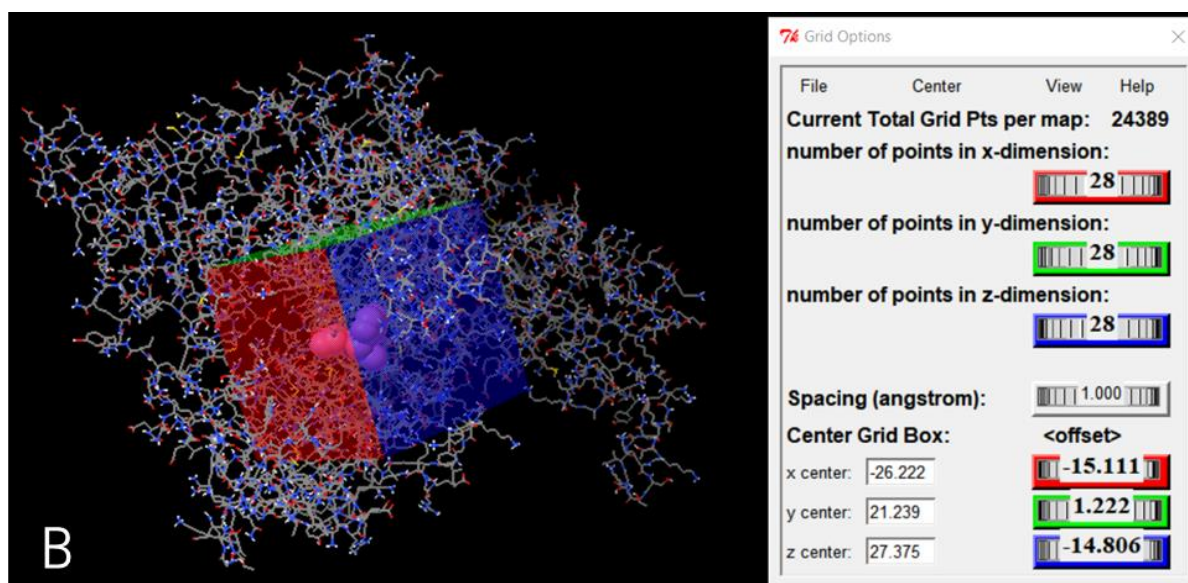 Grid Options
File Center View Help
Current Total Grid Pts per map: 24389
number of points in x-dimension:
28
number of points in y-dimension:
28
number of points in z-dimension:
28
Spacing (angstrom): 1.000
Center Grid Box: <offset>
x center: -26.222 -15.111
y center: 21.239 1.222
z center: 27.375 -14.806
B